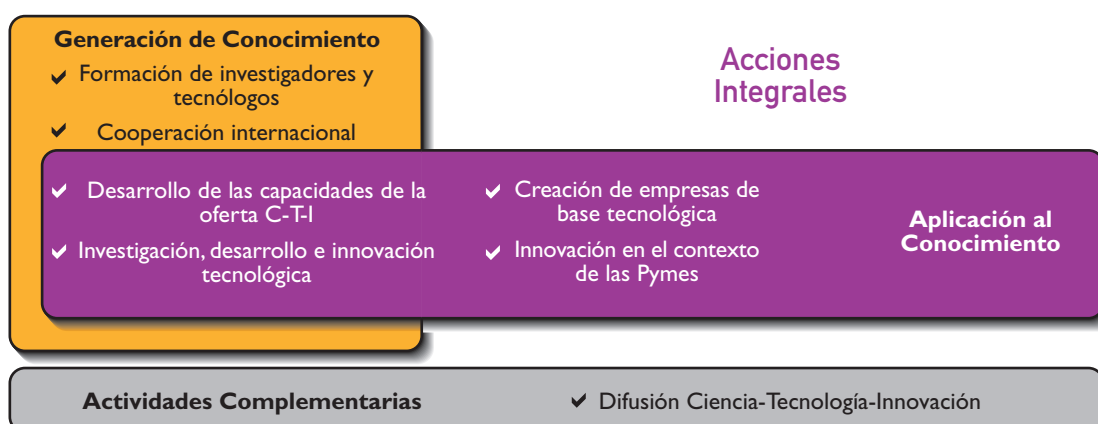 Generación de Conocimiento
Formación de investigadores y
tecnólogos
Cooperación internacional
Acciones
Integrales
Desarrollo de las capacidades de la
oferta C-T-I
Investigación, desarrollo e innovación
tecnológica
Creación de empresas de
base tecnológica
Innovación en el contexto
de las Pymes
Aplicación al
Conocimiento
Actividades Complementarias
Difusión Ciencia-Tecnología-Innovación